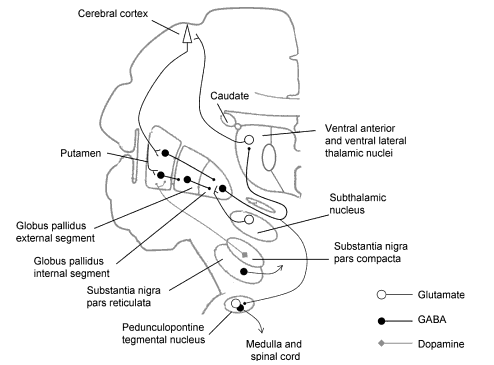 Cerebral cortex
Caudate
Ventral anterior
and ventral lateral
thalamic nuclei
Putamen
Subthalamic
nucleus
Globus pallidus
external segment
Globus pallidus
internal segment
Substantia nigra
pars compacta
Substantia nigra
pars reticulata
Glutamate
GABA
Dopamine
Pedunculopontine
tegmental nucleus
Medulla and
spinal cord